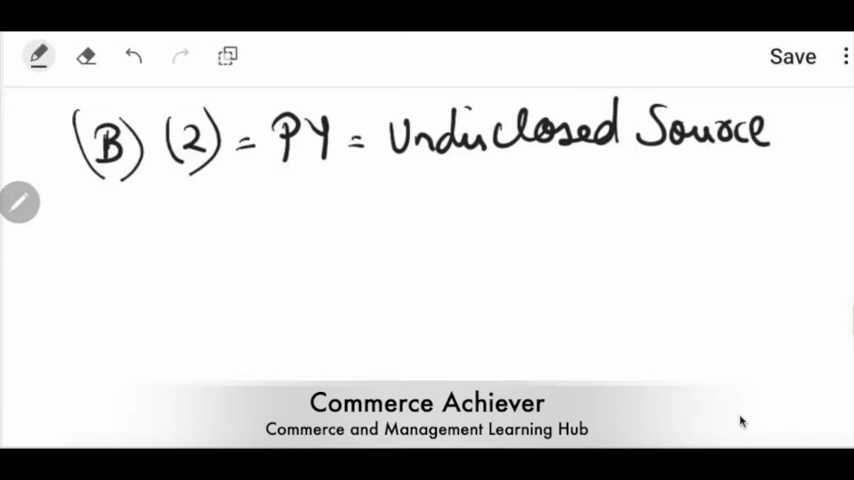 Save
(B) (2) = PY = Undisclosed Source
Commerce Achiever
Commerce and Management Learning Hub